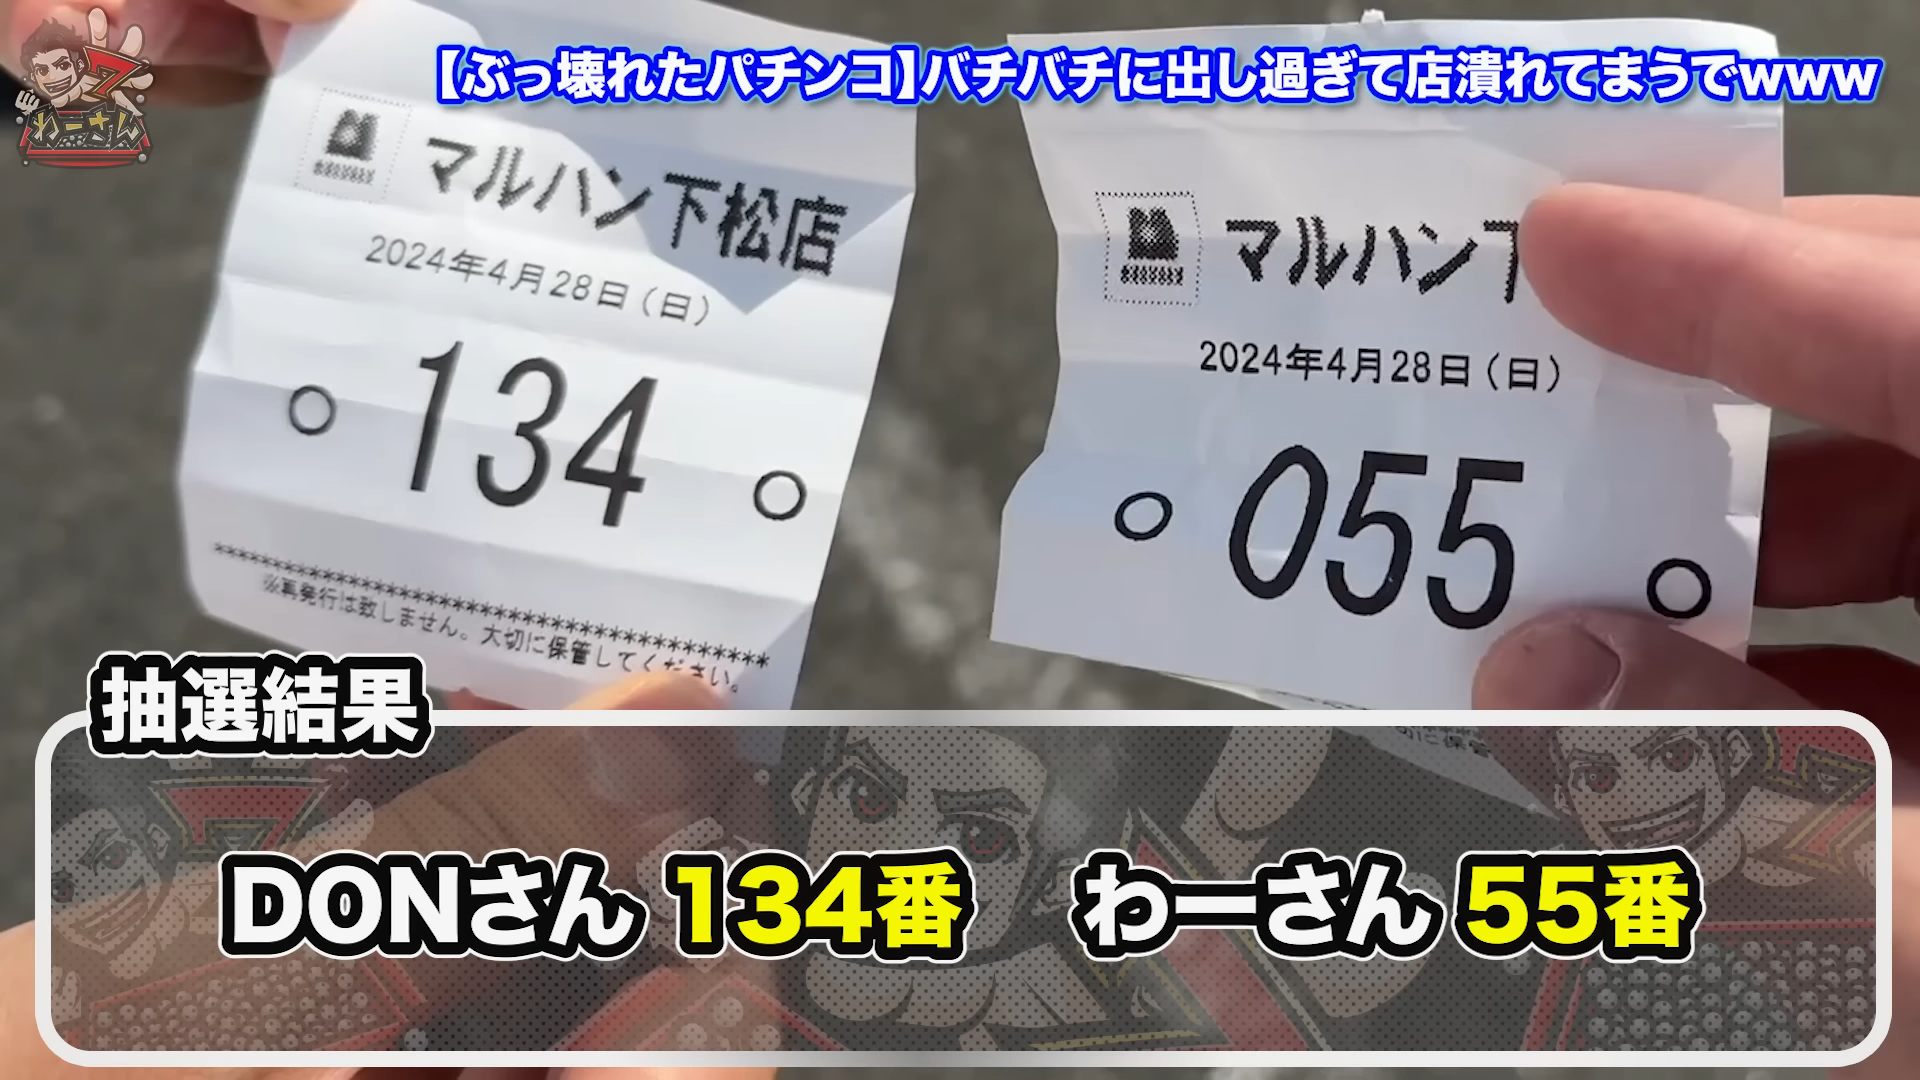 【ぶっ壊れたパチンコ】バチバチに出し過ぎて店潰れてまうでwww
わーさん
マルハン下松店
2024年4月28日(日)
○ 134 ○
**************************************
※再発行は致しません。大切に保管してください。
マルハン下
2024年4月28日(日)
○ 055 ○
抽選結果
DONさん 134番 わーさん 55番